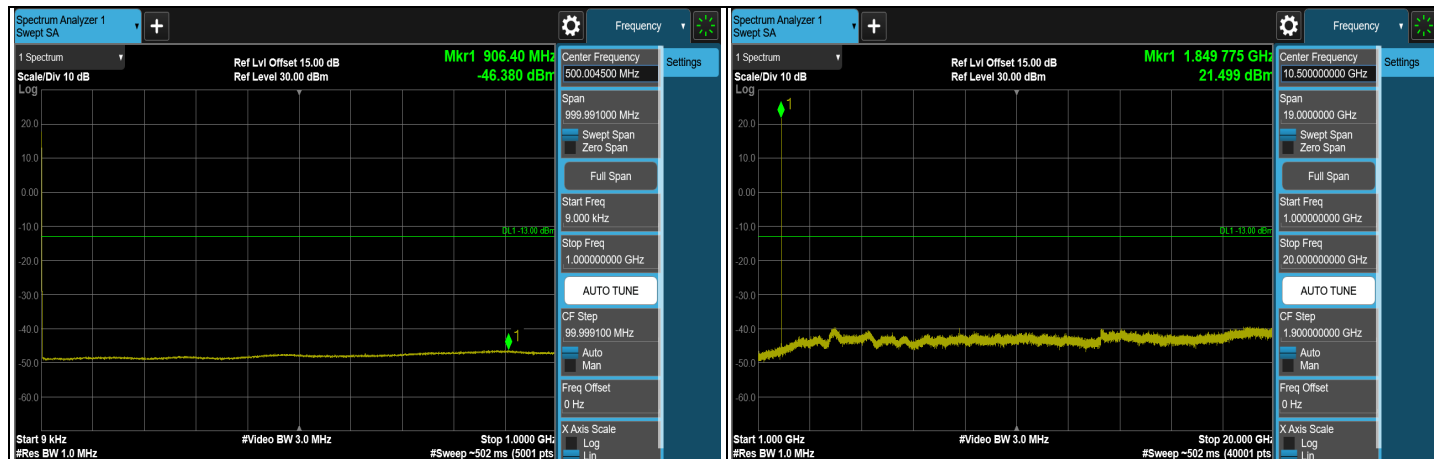 Spectrum Analyzer 1
Swept SA
+
Frequency
1 Spectrum
Scale/Div 10 dB
Log
Ref Lvl Offset 15.00 dB
Ref Level 30.00 dBm
Mkr1 906.40 MHz
-46.380 dBm
1
20.0
10.0
0.00
-10.0
-20.0
-30.0
-40.0
-50.0
-60.0
DL1 -13.00 dBm
Start 9 kHz
#Res BW 1.0 MHz
#Video BW 3.0 MHz
Stop 1.0000 GHz
#Sweep ~502 ms (5001 pts
Center Frequency
500.004500 MHz
Settings
Span
999.991000 MHz
Swept Span
Zero Span
Full Span
Start Freq
9.000 kHz
Stop Freq
1.000000000 GHz
AUTO TUNE
CF Step
99.999100 MHz
Auto
Man
Freq Offset
0 Hz
X Axis Scale
Log
Lin
Spectrum Analyzer 1
Swept SA
+
Frequency
1 Spectrum
Scale/Div 10 dB
Log
Ref Lvl Offset 15.00 dB
Ref Level 30.00 dBm
Mkr1 1.849 775 GHz
21.499 dBm
1
20.0
10.0
0.00
-10.0
-20.0
-30.0
-40.0
-50.0
-60.0
DL1 -13.00 dBm
Start 1.000 GHz
#Res BW 1.0 MHz
#Video BW 3.0 MHz
Stop 20.000 GHz
#Sweep ~502 ms (40001 pts
Center Frequency
10.500000000 GHz
Settings
Span
19.0000000 GHz
Swept Span
Zero Span
Full Span
Start Freq
1.000000000 GHz
Stop Freq
20.000000000 GHz
AUTO TUNE
CF Step
1.900000000 GHz
Auto
Man
Freq Offset
0 Hz
X Axis Scale
Log
Lin